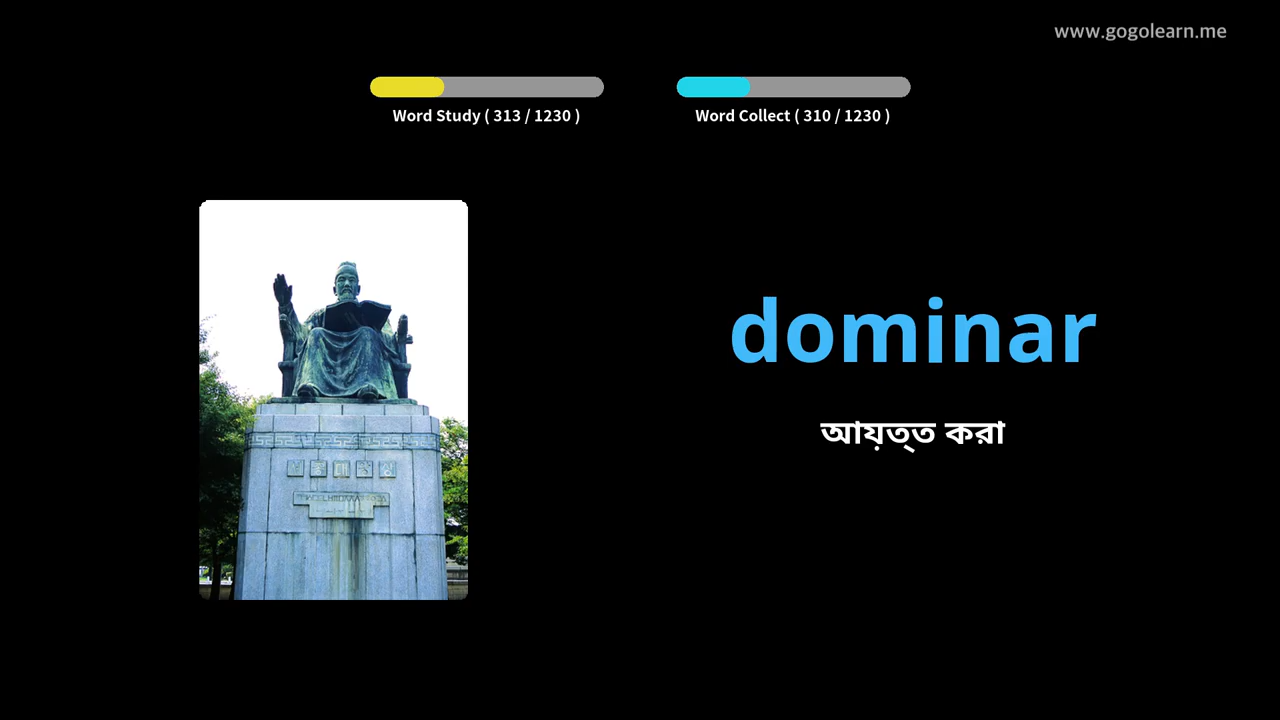 www.gogolearn.me
Word Study ( 313 / 1230 )
Word Collect ( 310 / 1230 )
dominar
আয়ত্ত করা